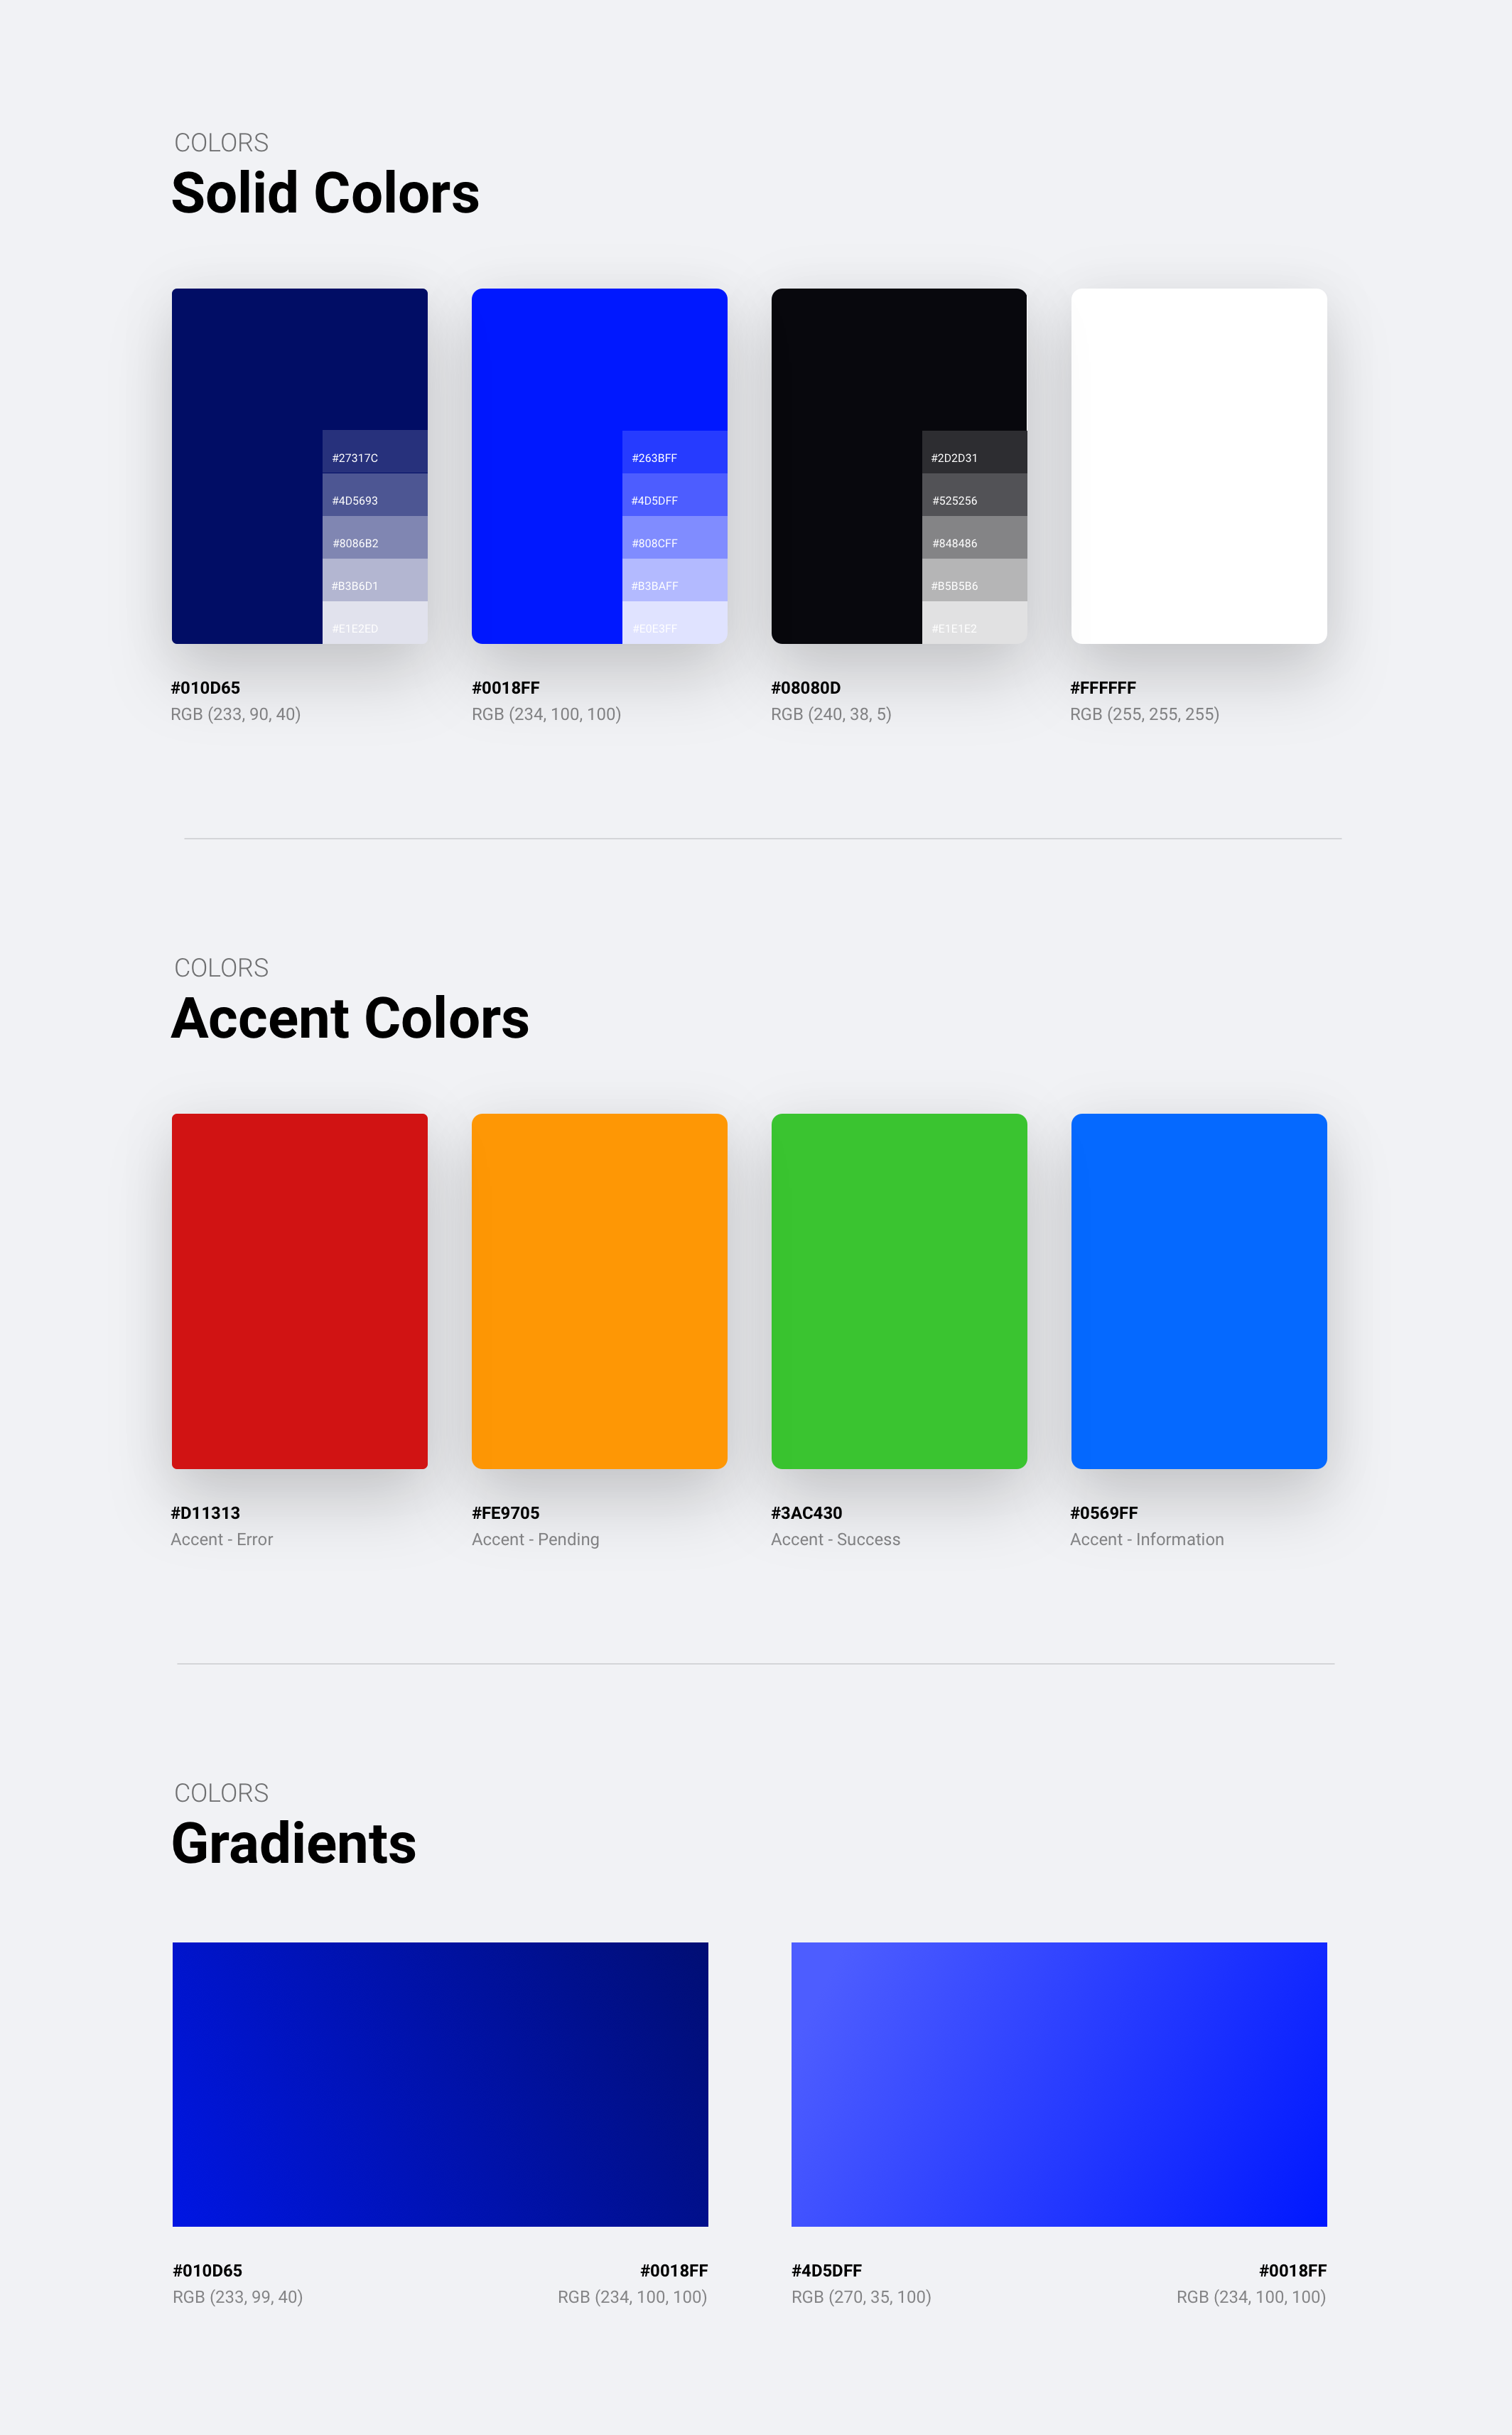 COLORS
Solid Colors
#27317C
#4D5693
#8086B2
#B3B6D1
#E1E2ED
#263BFF
#4D5DFF
#808CFF
#B3BAFF
#E0E3FF
#2D2D31
#525256
#848486
#B5B5B6
#E1E1E2
#010D65
RGB (233, 90, 40)
#0018FF
RGB (234, 100, 100)
#08080D
RGB (240, 38, 5)
#FFFFFF
RGB (255, 255, 255)
COLORS
Accent Colors
#D11313
Accent - Error
#FE9705
Accent - Pending
#3AC430
Accent - Success
#0569FF
Accent - Information
COLORS
Gradients
#010D65
RGB (233, 99, 40)
#0018FF
RGB (234, 100, 100)
#4D5DFF
RGB (270, 35, 100)
#0018FF
RGB (234, 100, 100)